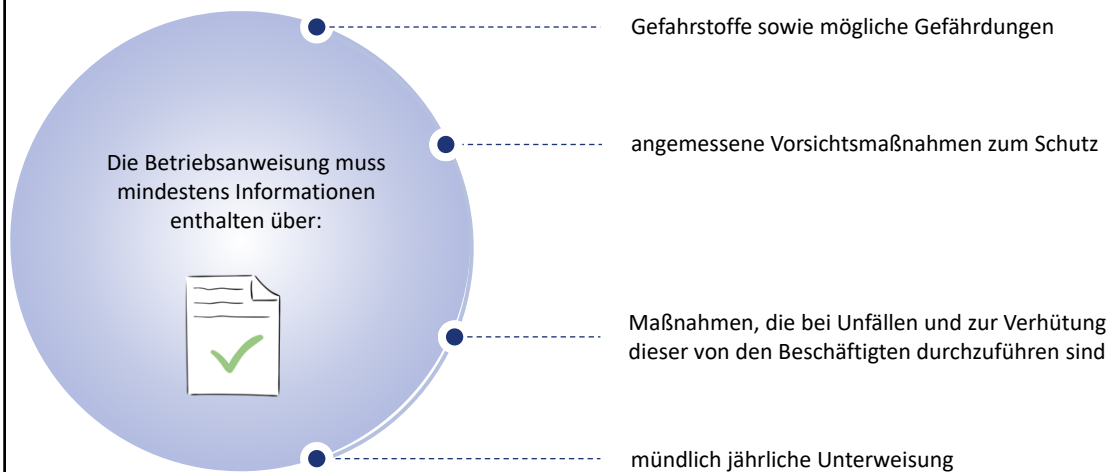 Die Betriebsanweisung muss
mindestens Informationen
enthalten über:
Gefahrstoffe sowie mögliche Gefährdungen
angemessene Vorsichtsmaßnahmen zum Schutz
Maßnahmen, die bei Unfällen und zur Verhütung
dieser von den Beschäftigten durchzuführen sind
mündlich jährliche Unterweisung